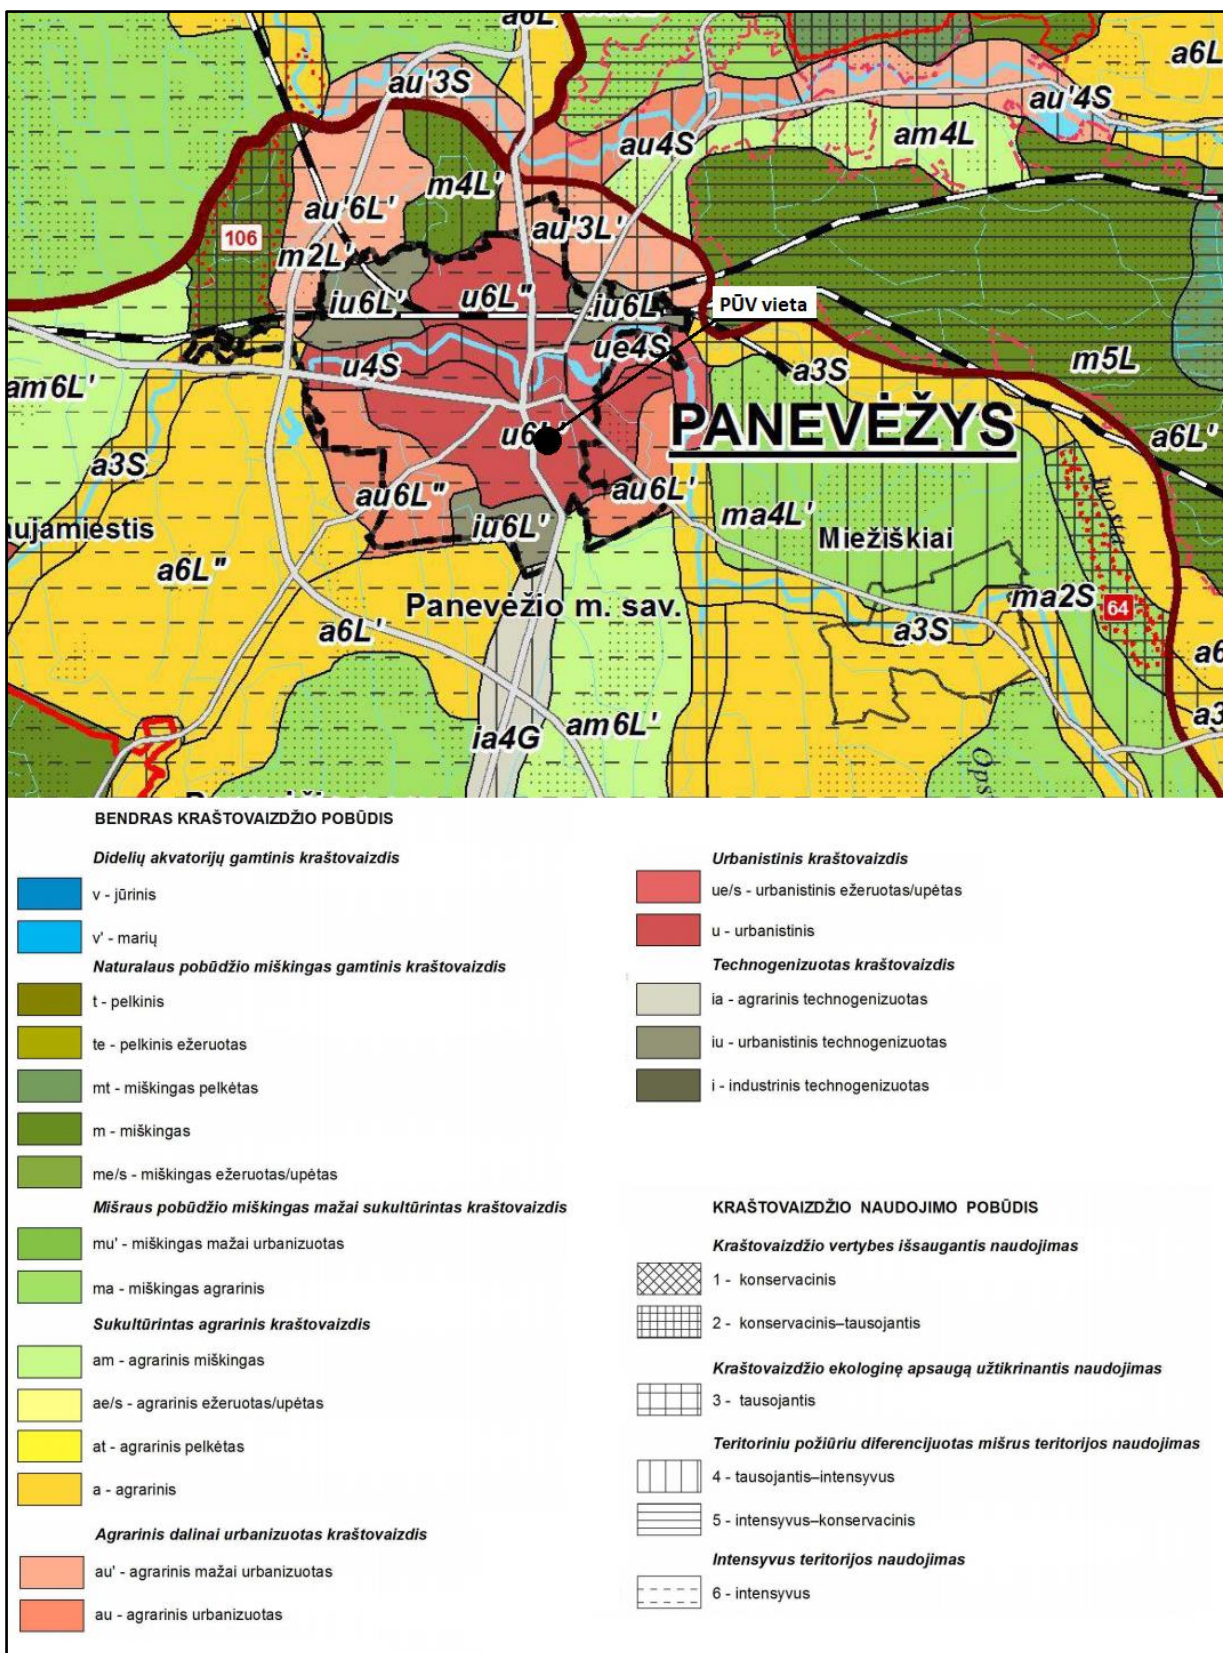 a6L
au'3S
a6L
au'4S
au4S
am4L
m4L'
au'6L'
au'3L'
106
m2L'
iu6L'
u6L"
iu6L'
PŪV vieta
ue4S
u4S
a3S
m5L
am6L'
PANEVĖŽYS
a6L'
a3S
au6L"
au6L'
ma4L'
iu6L'
Miežiškiai
aujamiestis
a6L"
Juosta
Panevėžio m. sav.
ma2S
64
a6L'
a3S
a6
am6L'
a3
ia4G
BENDRAS KRAŠTOVAIZDŽIO POBŪDIS
Didelių akvatorijų gamtinis kraštovaizdis
v - jūrinis
v' - marių
Naturalaus pobūdžio miškingas gamtinis kraštovaizdis
t - pelkinis
te - pelkinis ežeruotas
mt - miškingas pelkėtas
m - miškingas
me/s - miškingas ežeruotas/upėtas
Mišraus pobūdžio miškingas mažai sukultūrintas kraštovaizdis
mu' - miškingas mažai urbanizuotas
ma - miškingas agrarinis
Sukultūrintas agrarinis kraštovaizdis
am - agrarinis miškingas
ae/s - agrarinis ežeruotas/upėtas
at - agrarinis pelkėtas
a - agrarinis
Agrarinis dalinai urbanizuotas kraštovaizdis
au' - agrarinis mažai urbanizuotas
au - agrarinis urbanizuotas
Urbanistinis kraštovaizdis
ue/s - urbanistinis ežeruotas/upėtas
u - urbanistinis
Technogenizuotas kraštovaizdis
ia - agrarinis technogenizuotas
iu - urbanistinis technogenizuotas
i - industrinis technogenizuotas
KRAŠTOVAIZDŽIO NAUDOJIMO POBŪDIS
Kraštovaizdžio vertybes išsaugantis naudojimas
1 - konservacinis
2 - konservacinis–tausojantis
Kraštovaizdžio ekologinę apsaugą užtikrinantis naudojimas
3 - tausojantis
Teritoriniu požiūriu diferencijuotas mišrus teritorijos naudojimas
4 - tausojantis–intensyvus
5 - intensyvus–konservacinis
Intensyvus teritorijos naudojimas
6 - intensyvus